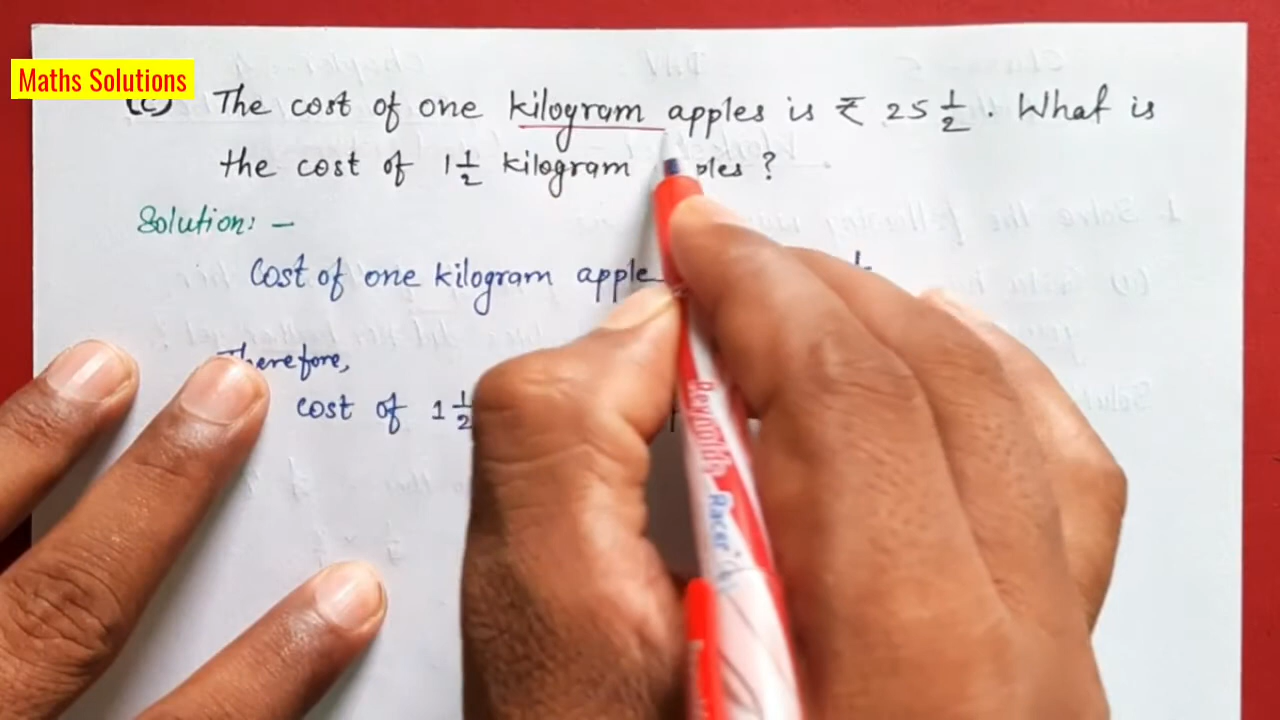 Maths Solutions
(c) The cost of one kilogram apples is ₹ 25 1/2. What is
the cost of 1 1/2 kilogram ?
Solution: -
Cost of one kilogram apple
Therefore,
cost of 1 1/2
Reynolds Racer